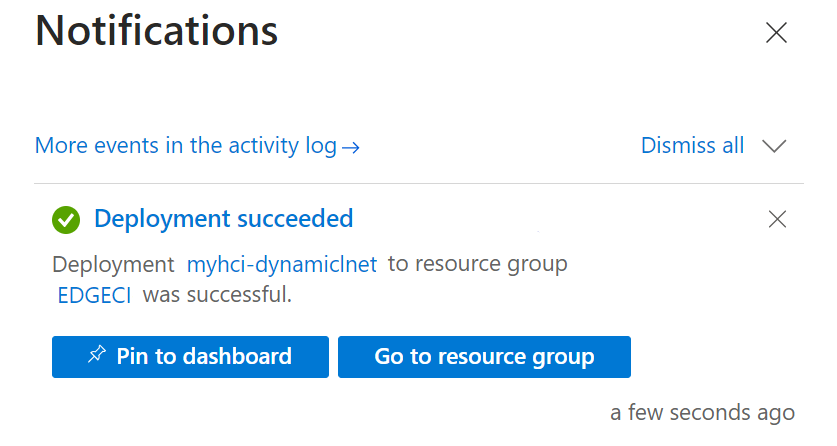 Notifications
More events in the activity log→
Dismiss all
Deployment succeeded
Deployment myhci-dynamiclnet to resource group
EDGECI was successful.
Pin to dashboard
Go to resource group
a few seconds ago